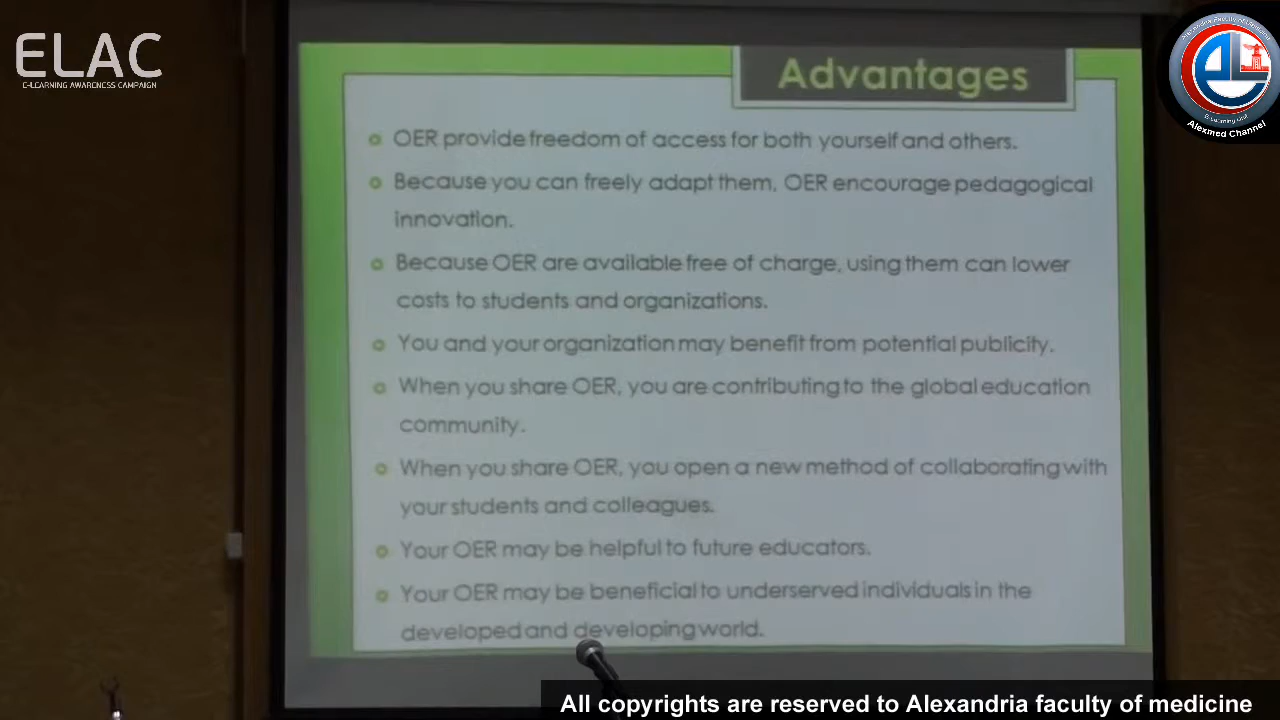 ELAC
E-LEARNING AWARENESS CAMPAIGN
Advantages
OER provide freedom of access for both yourself and others.
Because you can freely adapt them, OER encourage pedagogical
innovation.
Because OER are available free of charge, using them can lower
costs to students and organizations.
You and your organization may benefit from potential publicity.
When you share OER, you are contributing to the global education
community.
When you share OER, you open a new method of collaborating with
your students and colleagues.
Your OER may be helpful to future educators.
Your OER may be beneficial to underserved individuals in the
developed and developing world.
E-Learning Unit
Alexmed Channel
All copyrights are reserved to Alexandria faculty of medicine